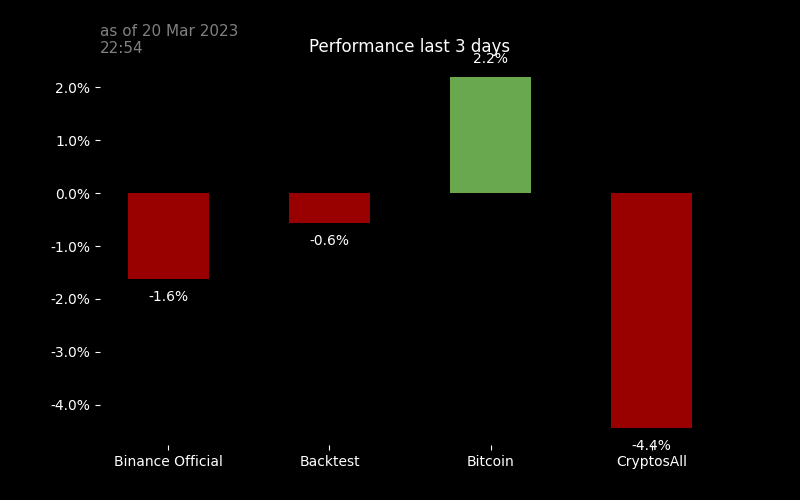 as of 20 Mar 2023
22:54
Performance last 3 days
2.2%
2.0%
1.0%
0.0%
-1.0%
-2.0%
-3.0%
-4.0%
-0.6%
-1.6%
-4.4%
Binance Official
Backtest
Bitcoin
CryptosAll